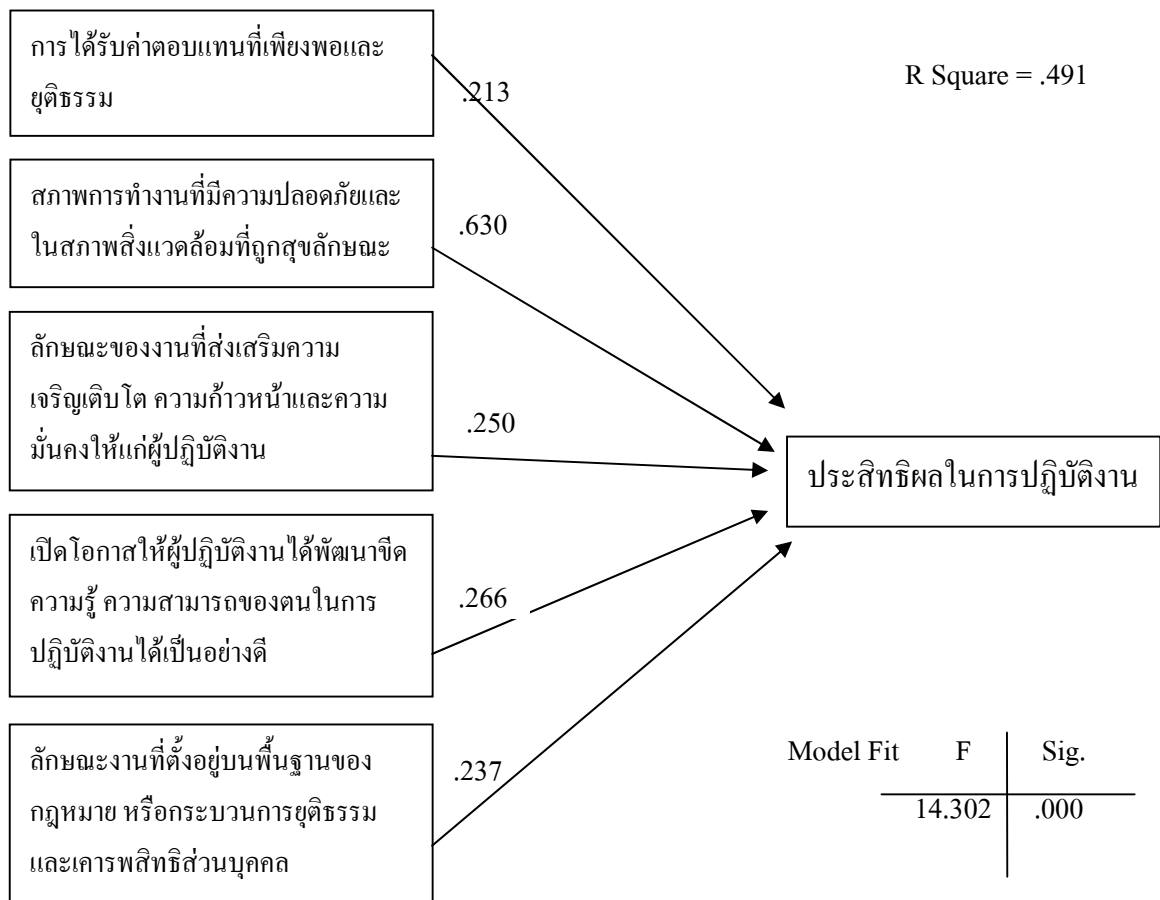 การได้รับค่าตอบแทนที่เพียงพอและ
ยุติธรรม
.213
R Square = .491
สภาพการทำงานที่มีความปลอดภัยและ
ในสภาพสิ่งแวดล้อมที่ถูกสุขลักษณะ
.630
ลักษณะของงานที่ส่งเสริมความ
เจริญเติบโต ความก้าวหน้าและความ
มั่นคงให้แก่ผู้ปฏิบัติงาน
.250
ประสิทธิผลในการปฏิบัติงาน
เปิดโอกาสให้ผู้ปฏิบัติงานได้พัฒนาขีด
ความรู้ ความสามารถของตนในการ
ปฏิบัติงานได้เป็นอย่างดี
.266
ลักษณะงานที่ตั้งอยู่บนพื้นฐานของ
กฎหมาย หรือกระบวนการยุติธรรม
และเคารพสิทธิส่วนบุคคล
.237
Model Fit F Sig.
14.302 .000